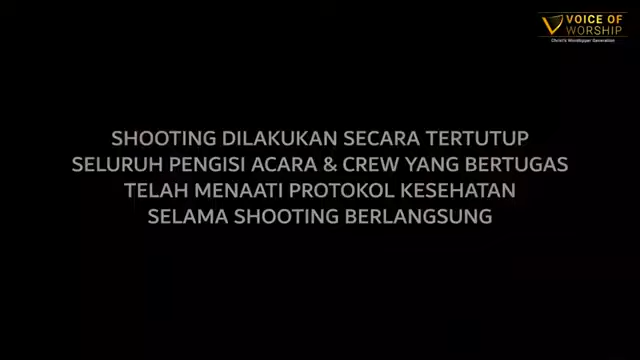 VOICE OF
WORSHIP
Christ's Worshipper Generation
SHOOTING DILAKUKAN SECARA TERTUTUP
SELURUH PENGISI ACARA & CREW YANG BERTUGAS
TELAH MENAATI PROTOKOL KESEHATAN
SELAMA SHOOTING BERLANGSUNG